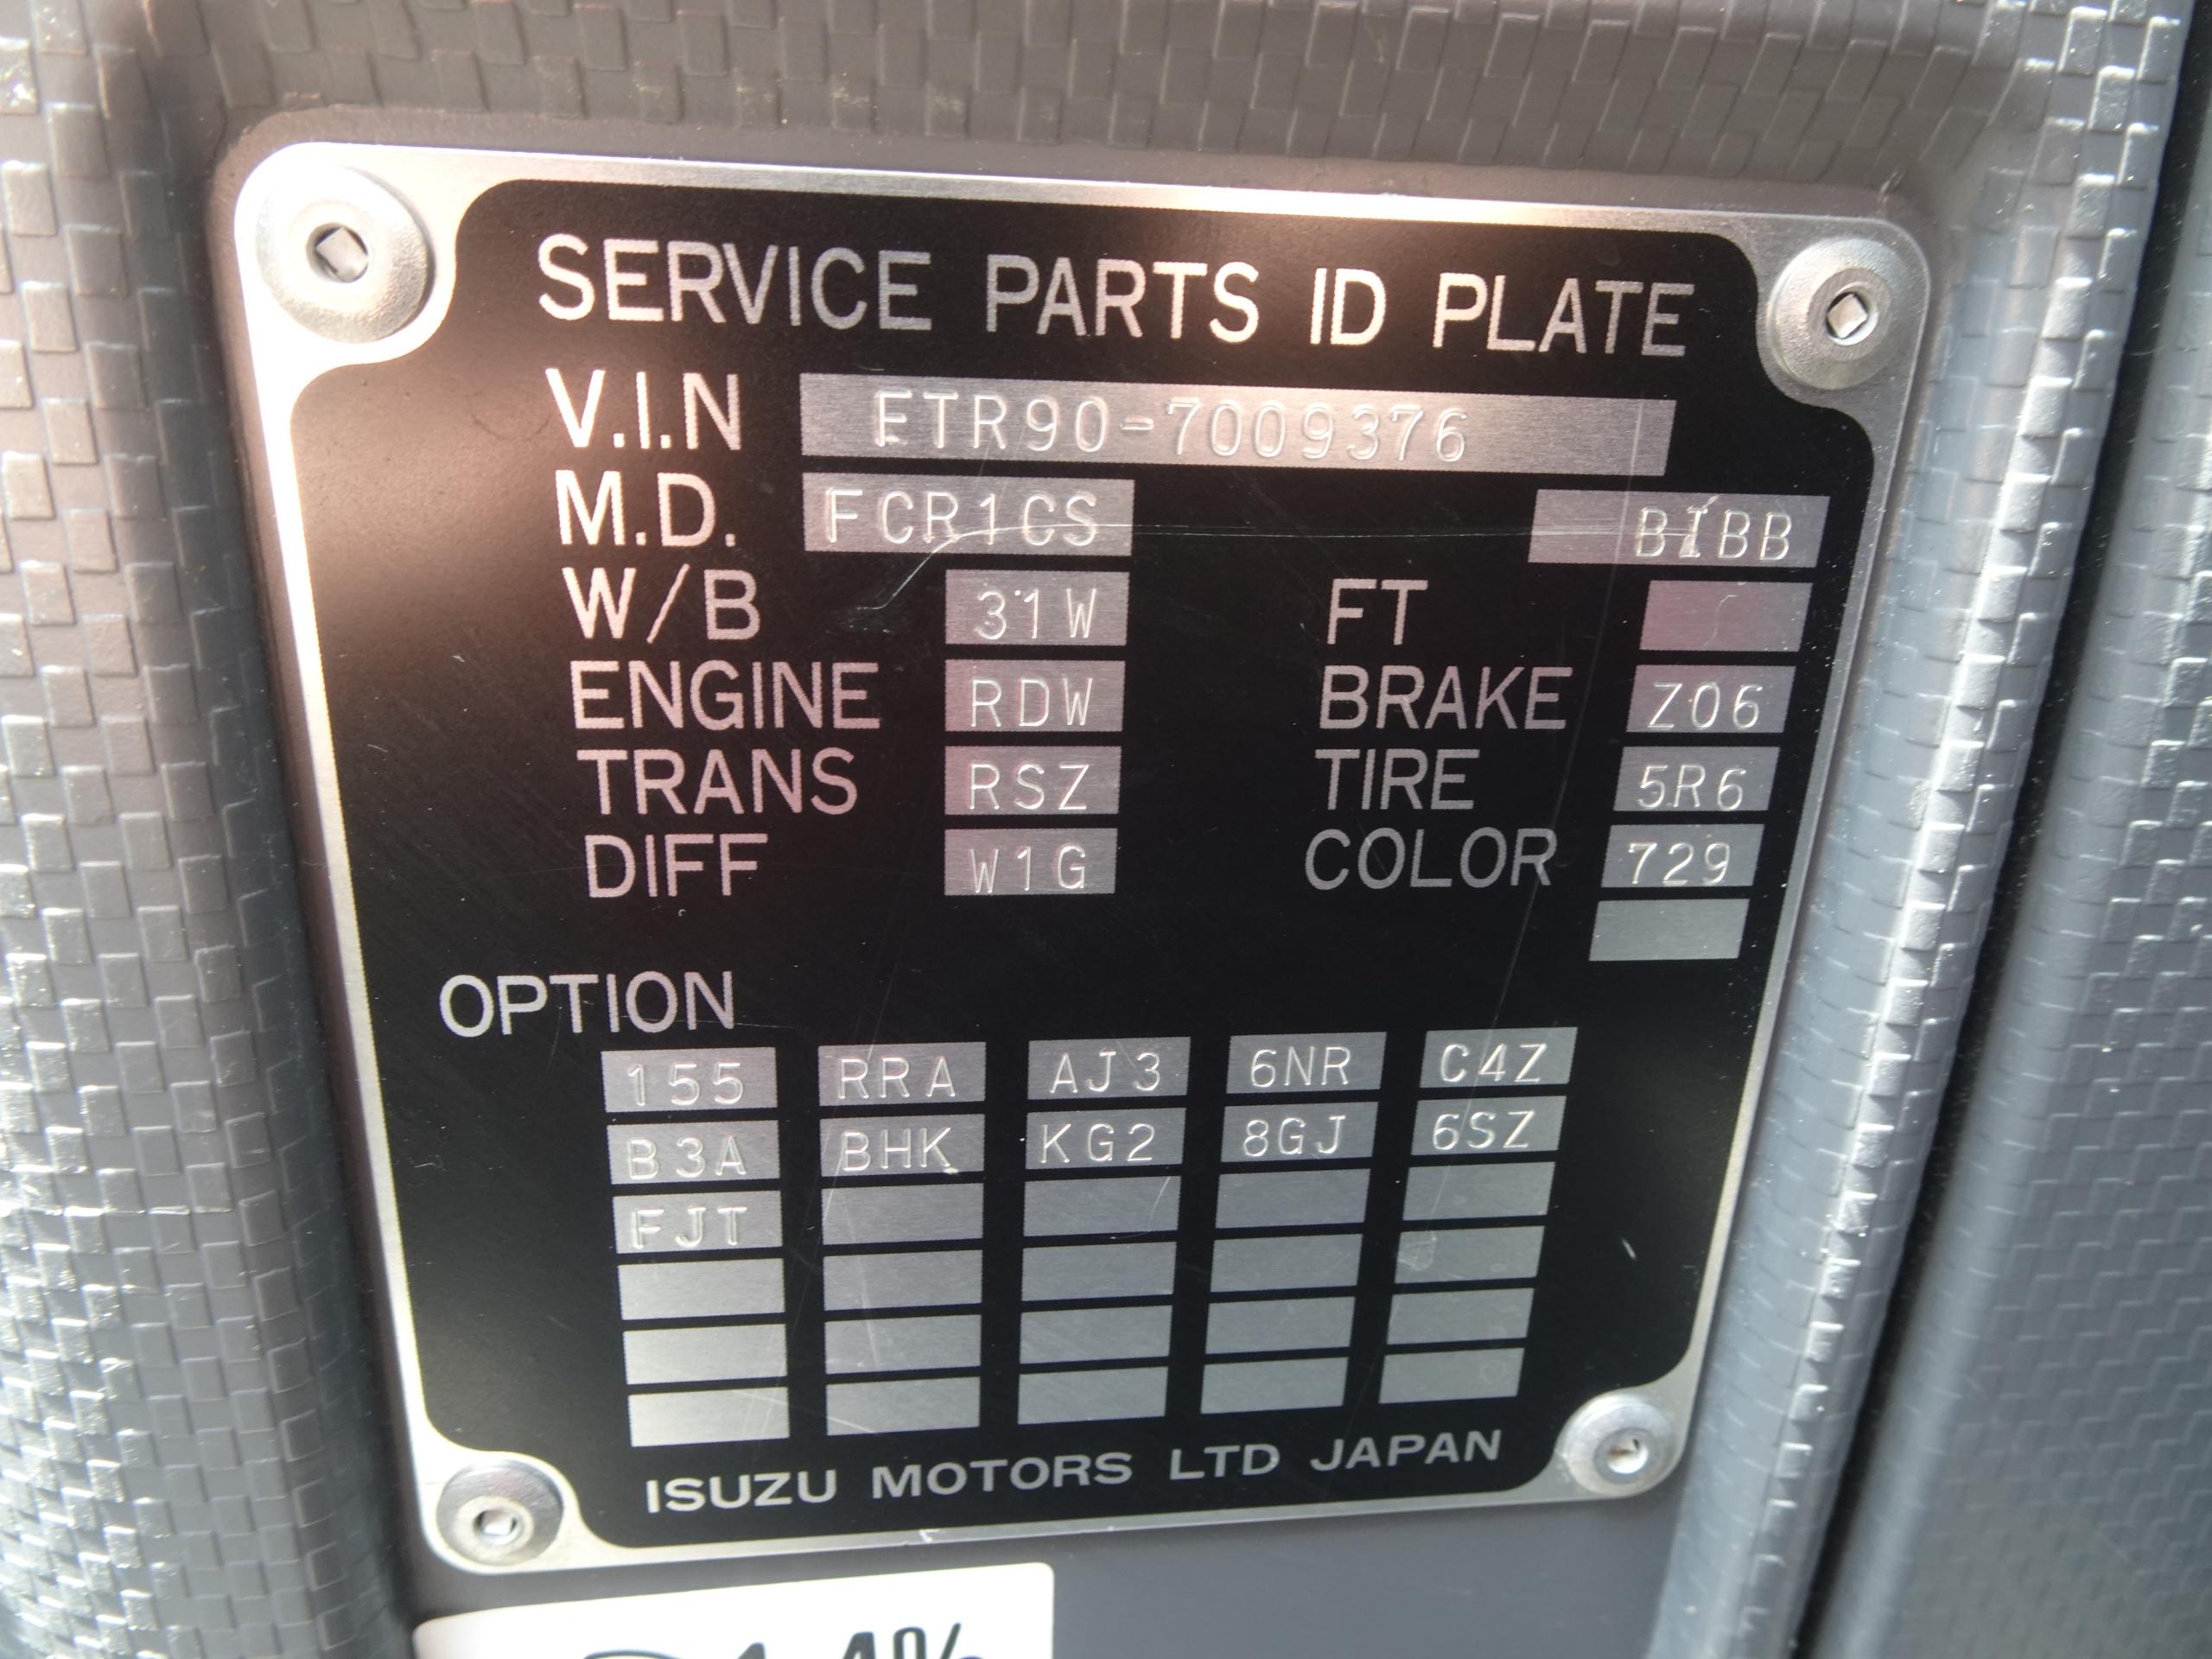 SERVICE PARTS ID PLATE
V.I.N FTR90-7009376
M.D. FCR1CS BIBB
W/B 31W FT
ENGINE RDW BRAKE Z06
TRANS RSZ TIRE 5R6
DIFF W1G COLOR 729
OPTION
155 RRA AJ3 6NR C4Z
B3A BHK KG2 8GJ 6SZ
FJT
ISUZU MOTORS LTD JAPAN